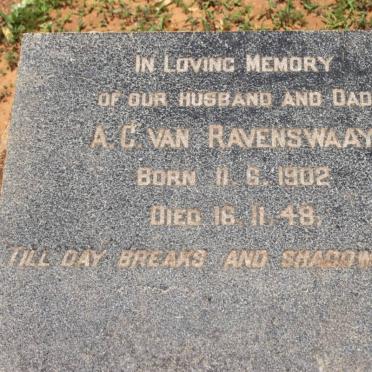 IN LOVING MEMORY
OF OUR HUSBAND AND DAD
A. C. VAN RAVENSWAAY
BORN 11. 6. 1902
DIED 16. 11. 48.
TILL DAY BREAKS AND SHADOW